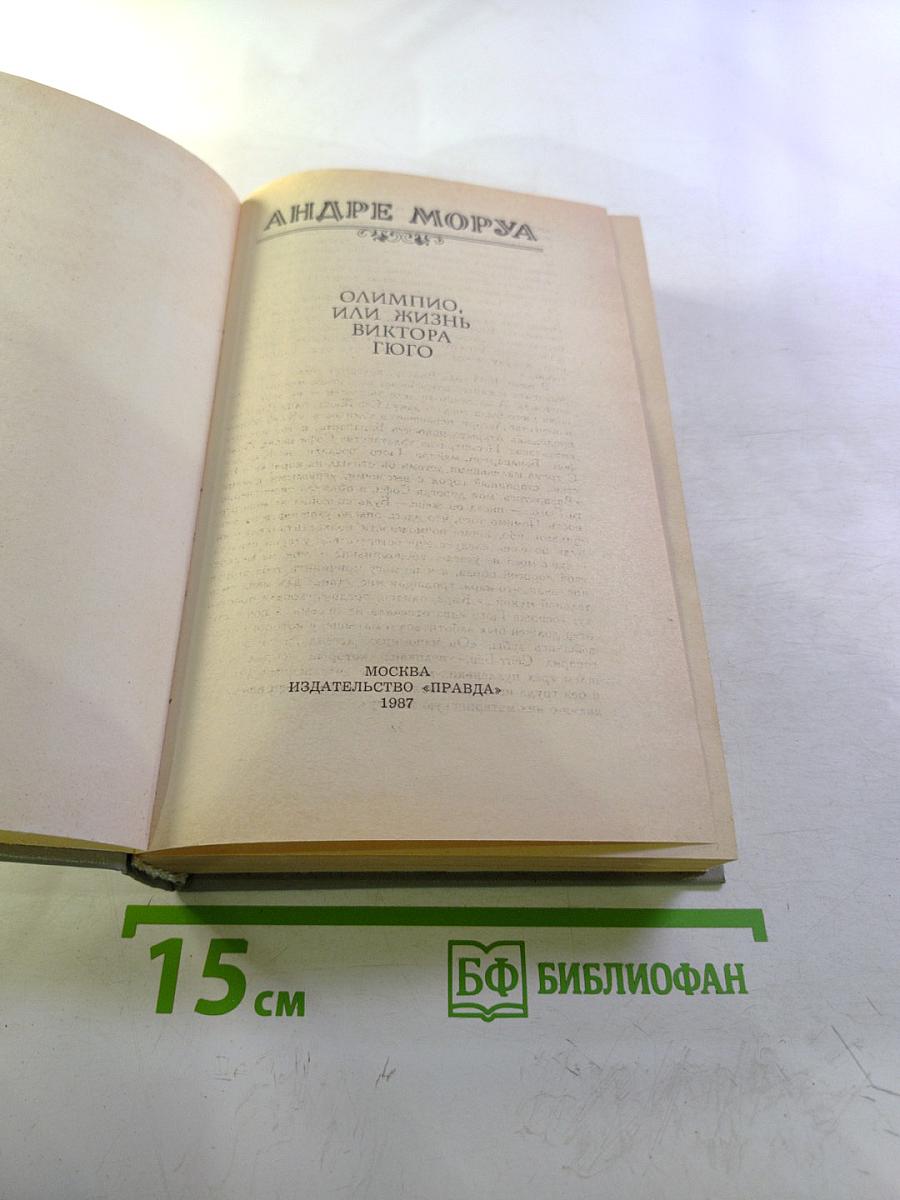 АНДРЕ МОРУА
ОЛИМПИО,
ИЛИ ЖИЗНЬ
ВИКТОРА
ГЮГО
МОСКВА
ИЗДАТЕЛЬСТВО «ПРАВДА»
1987
15 см
БФ БИБЛИОФАН